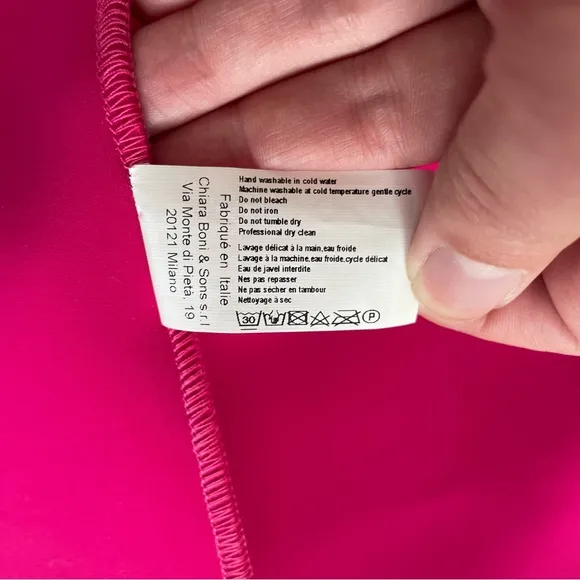 Hand washable in cold water
Machine washable at cold temperature gentle cycle
Do not bleach
Do not iron
Do not tumble dry
Professional dry clean
Lavage délicat à la main,eau froide
Lavage à la machine,eau froide,cycle délicat
Eau de javel interdite
Nes pas repasser
Ne pas sécher en tambour
Nettoyage à sec
30
P
Fabriqué en Italie
Chiara Boni & Sons s.r.l
Via Monte di Pietà, 19
20121 Milano